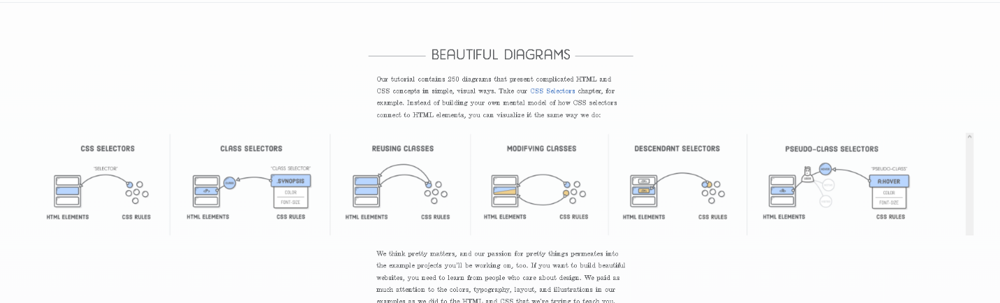 BEAUTIFUL DIAGRAMS
Our tutorial contains 250 diagrams that present complicated HTML and
CSS concepts in simple, visual ways. Take our CSS Selectors chapter, for
example. Instead of building your own mental model of how CSS selectors
connect to HTML elements, you can visualize it the same way we do:
CSS SELECTORS
"SELECTOR"
HTML ELEMENTS
CSS RULES
CLASS SELECTORS
"CLASS SELECTOR"
<P>
.SYNOPSIS
COLOR
FONT-SIZE
HTML ELEMENTS
CSS RULES
REUSING CLASSES
HTML ELEMENTS
CSS RULES
MODIFYING CLASSES
HTML ELEMENTS
CSS RULES
DESCENDANT SELECTORS
HTML ELEMENTS
CSS RULES
PSEUDO-CLASS SELECTORS
"PSEUDO-CLASS"
HOVER
USER
<A>
A:HOVER
COLOR
FONT-SIZE
HTML ELEMENTS
CSS RULES
We think pretty matters, and our passion for pretty things permeates into
the example projects you'll be working on, too. If you want to build beautiful
websites, you need to learn from people who care about design. We paid as
much attention to the colors, typography, layout, and illustrations in our
examples as we did to the HTML and CSS that we're trying to teach you.